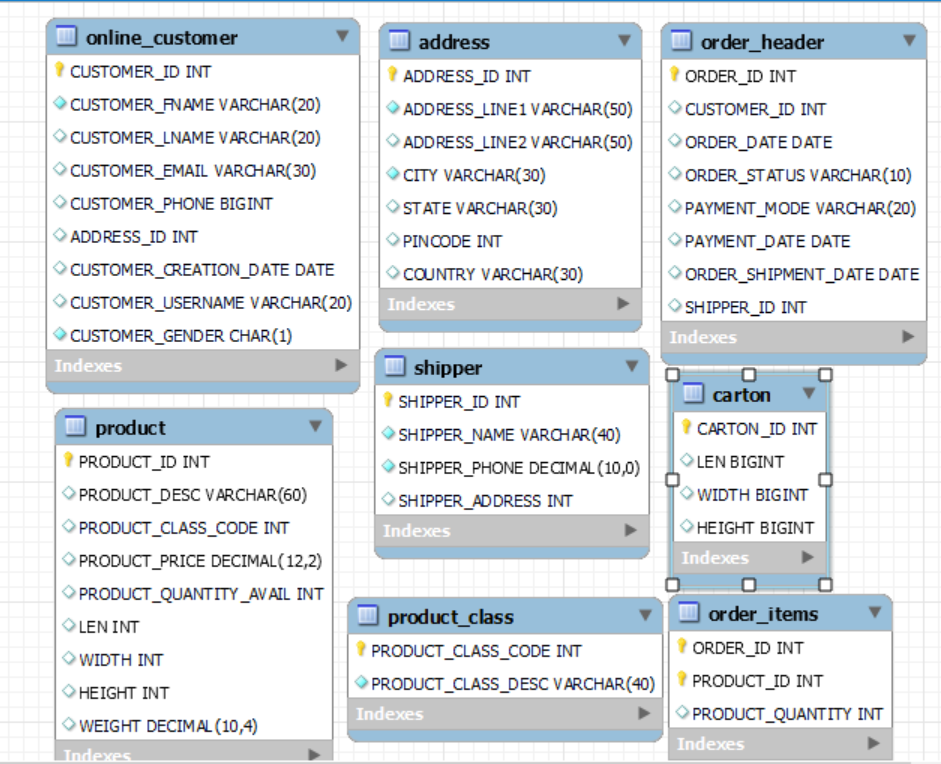 online_customer
CUSTOMER_ID INT
CUSTOMER_FNAME VARCHAR(20)
CUSTOMER_LNAME VARCHAR(20)
CUSTOMER_EMAIL VARCHAR(30)
CUSTOMER_PHONE BIGINT
ADDRESS_ID INT
CUSTOMER_CREATION_DATE DATE
CUSTOMER_USERNAME VARCHAR(20)
CUSTOMER_GENDER CHAR(1)
Indexes
address
ADDRESS_ID INT
ADDRESS_LINE1 VARCHAR(50)
ADDRESS_LINE2 VARCHAR(50)
CITY VARCHAR(30)
STATE VARCHAR(30)
PINCODE INT
COUNTRY VARCHAR(30)
Indexes
order_header
ORDER_ID INT
CUSTOMER_ID INT
ORDER_DATE DATE
ORDER_STATUS VARCHAR(10)
PAYMENT_MODE VARCHAR(20)
PAYMENT_DATE DATE
ORDER_SHIPMENT_DATE DATE
SHIPPER_ID INT
Indexes
product
PRODUCT_ID INT
PRODUCT_DESC VARCHAR(60)
PRODUCT_CLASS_CODE INT
PRODUCT_PRICE DECIMAL(12,2)
PRODUCT_QUANTITY_AVAIL INT
LEN INT
WIDTH INT
HEIGHT INT
WEIGHT DECIMAL(10,4)
Indexes
shipper
SHIPPER_ID INT
SHIPPER_NAME VARCHAR(40)
SHIPPER_PHONE DECIMAL(10,0)
SHIPPER_ADDRESS INT
Indexes
carton
CARTON_ID INT
LEN BIGINT
WIDTH BIGINT
HEIGHT BIGINT
Indexes
product_class
PRODUCT_CLASS_CODE INT
PRODUCT_CLASS_DESC VARCHAR(40)
Indexes
order_items
ORDER_ID INT
PRODUCT_ID INT
PRODUCT_QUANTITY INT
Indexes